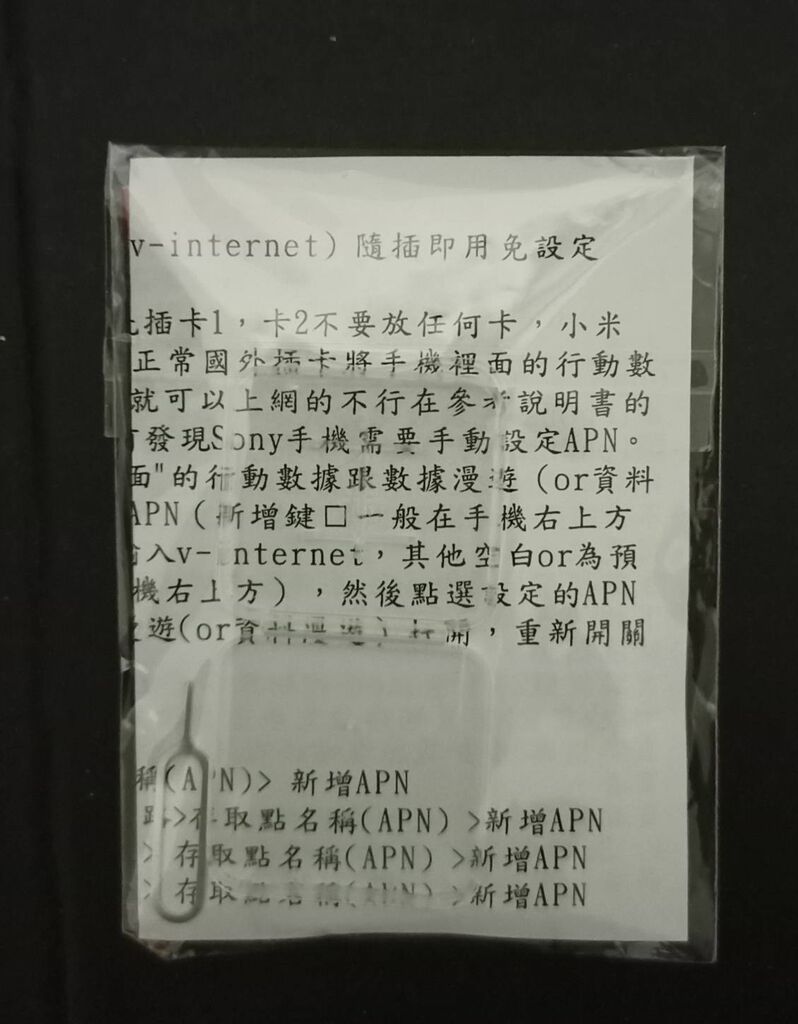 v-internet) 隨插即用免設定
插卡1,卡2不要放任何卡,小米
正常國外插卡將手機裡面的行動數
就可以上網的不行在參考說明書的
發現Sony手機需要手動設定APN。
面"的行動數據跟數據漫遊 (or資料
APN (新增鍵□一般在手機右上方
入v-internet,其他空白or為預
機右上方),然後點選設定的APN
遊(or資料漫遊)打開,重新開關
稱(APN)> 新增APN
路>存取點名稱(APN) >新增APN
> 存取點名稱(APN) >新增APN
> 存取點名稱(APN) >新增APN